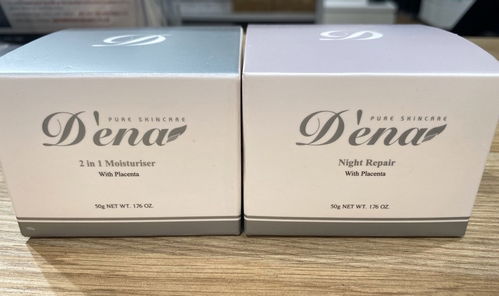 D
PURE SKINCARE
D'ena
2 in 1 Moisturiser
With Placenta
50g NET WT. 1.76 OZ.
D
PURE SKINCARE
D'ena
Night Repair
With Placenta
50g NET WT. 1.76 OZ.